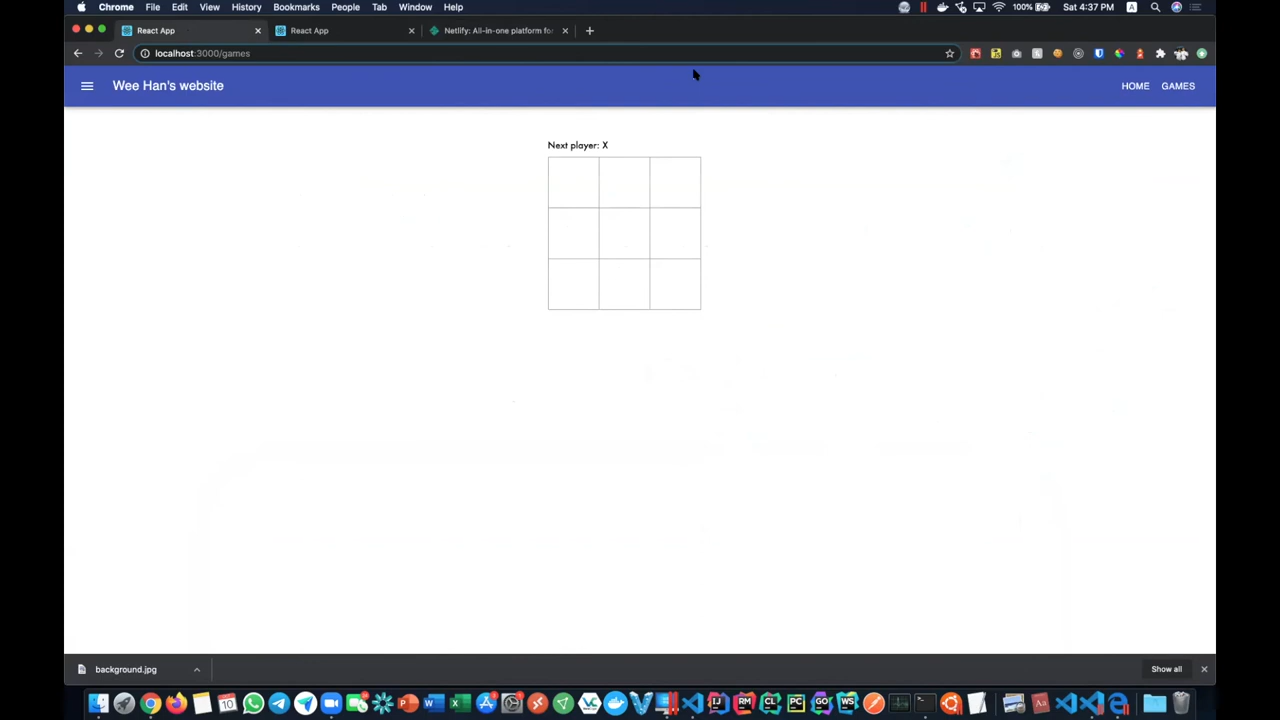 Chrome File Edit View History Bookmarks People Tab Window Help 100% Sat 4:37 PM A
React App React App Netlify: All-in-one platform for
localhost:3000/games
Wee Han's website HOME GAMES
Next player: X
background.jpg Show all